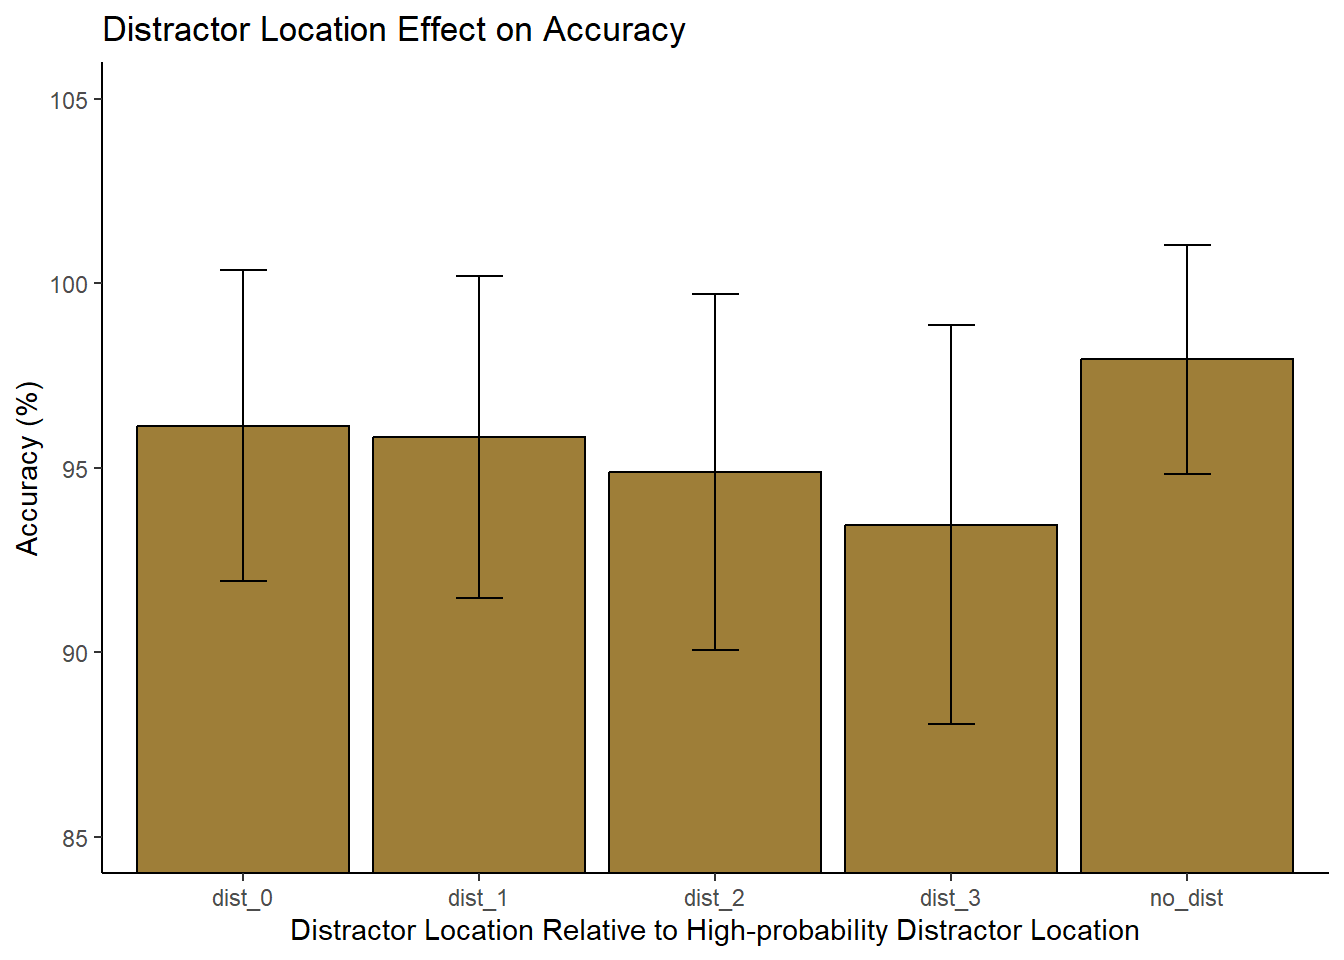 Distractor Location Effect on Accuracy
105
100
95
90
85
Accuracy (%)
dist_0 dist_1 dist_2 dist_3 no_dist
Distractor Location Relative to High-probability Distractor Location